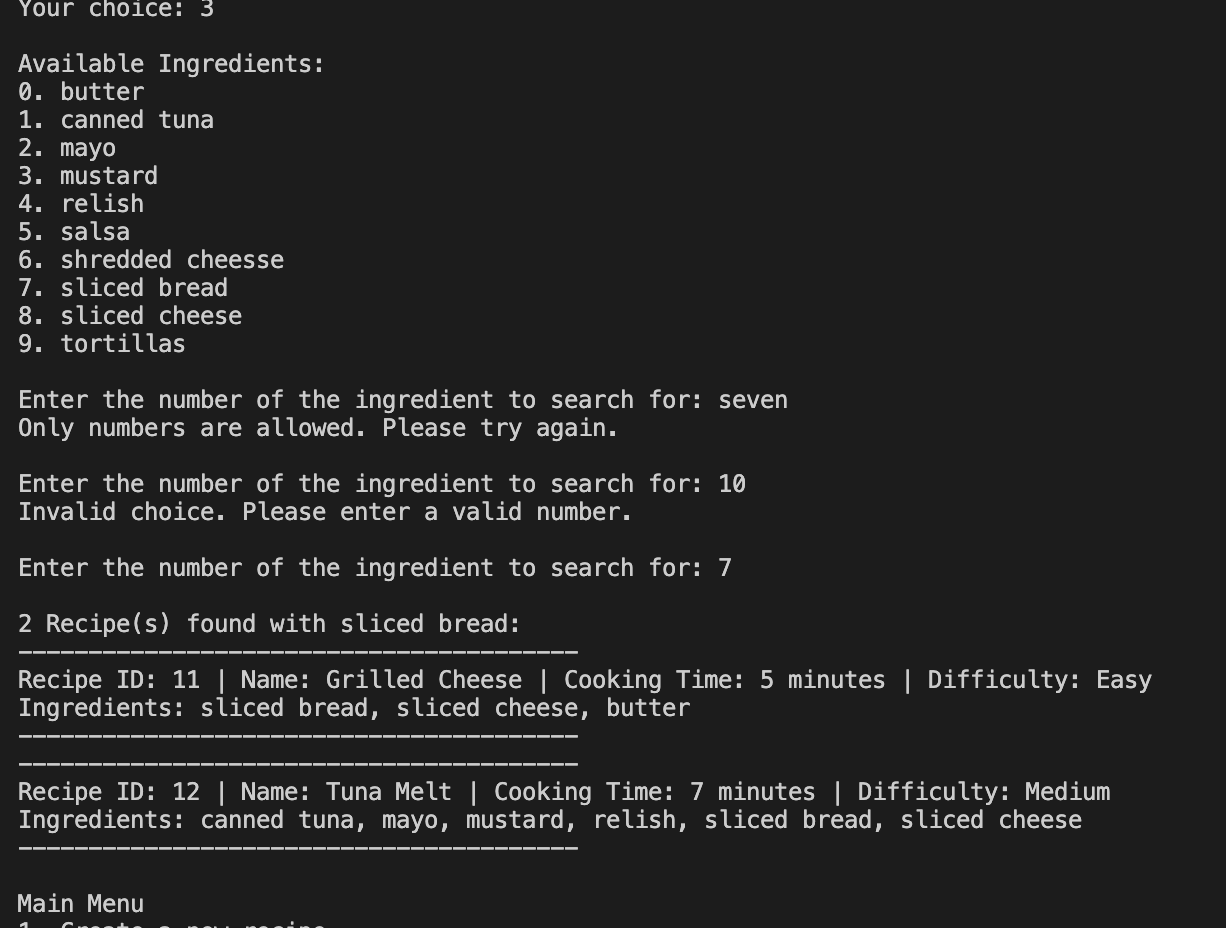 Your choice: 3
Available Ingredients:
0. butter
1. canned tuna
2. mayo
3. mustard
4. relish
5. salsa
6. shredded cheesse
7. sliced bread
8. sliced cheese
9. tortillas
Enter the number of the ingredient to search for: seven
Only numbers are allowed. Please try again.
Enter the number of the ingredient to search for: 10
Invalid choice. Please enter a valid number.
Enter the number of the ingredient to search for: 7
2 Recipe(s) found with sliced bread:
----------------------------------------
Recipe ID: 11 | Name: Grilled Cheese | Cooking Time: 5 minutes | Difficulty: Easy
Ingredients: sliced bread, sliced cheese, butter
----------------------------------------
----------------------------------------
Recipe ID: 12 | Name: Tuna Melt | Cooking Time: 7 minutes | Difficulty: Medium
Ingredients: canned tuna, mayo, mustard, relish, sliced bread, sliced cheese
----------------------------------------
Main Menu
1. Create a new recipe